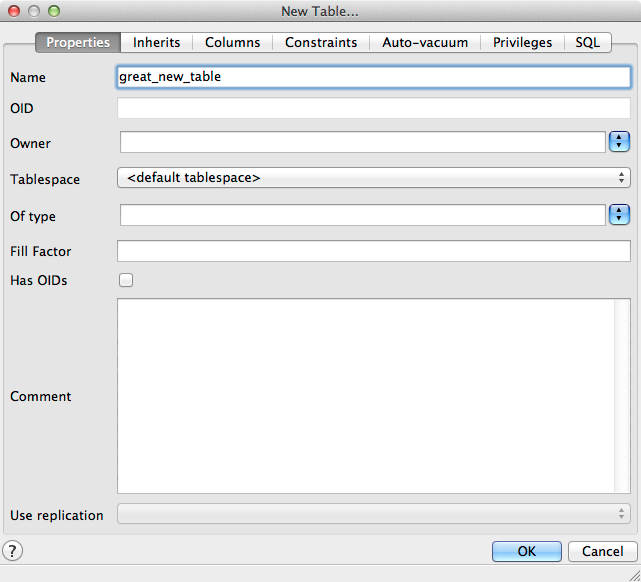 New Table...
Properties Inherits Columns Constraints Auto-vacuum Privileges SQL
Name great_new_table
OID
Owner
Tablespace <default tablespace>
Of type
Fill Factor
Has OIDs
Comment
Use replication
? OK Cancel